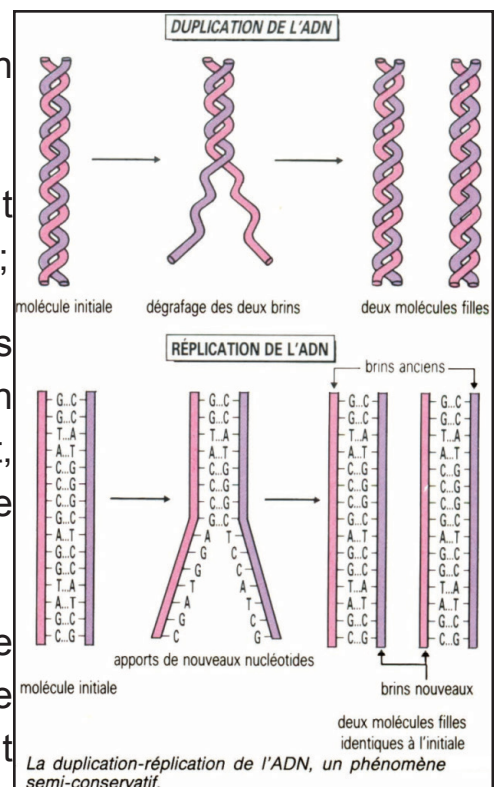 DUPLICATION DE L'ADN
molécule initiale
dégrafage des deux brins
deux molécules filles
RÉPLICATION DE L'ADN
brins anciens
G...C G...C G...C G...C
G...C G...C G...C G...C
T...A T...A T...A T...A
A...T A...T A...T A...T
C...G C...G C...G C...G
C...G C...G C...G C...G
C...G C...G C...G C...G
G...C G...C G...C G...C
A...T A T A...T A...T
G...C G C G...C G...C
G...C G C G...C G...C
T...A T A T...A T...A
A...T A T A...T A...T
G...C G C G...C G...C
C...G C G C...G C...G
molécule initiale
apports de nouveaux nucléotides
brins nouveaux
deux molécules filles
identiques à l'initiale
La duplication-réplication de l'ADN, un phénomène
semi-conservatif.